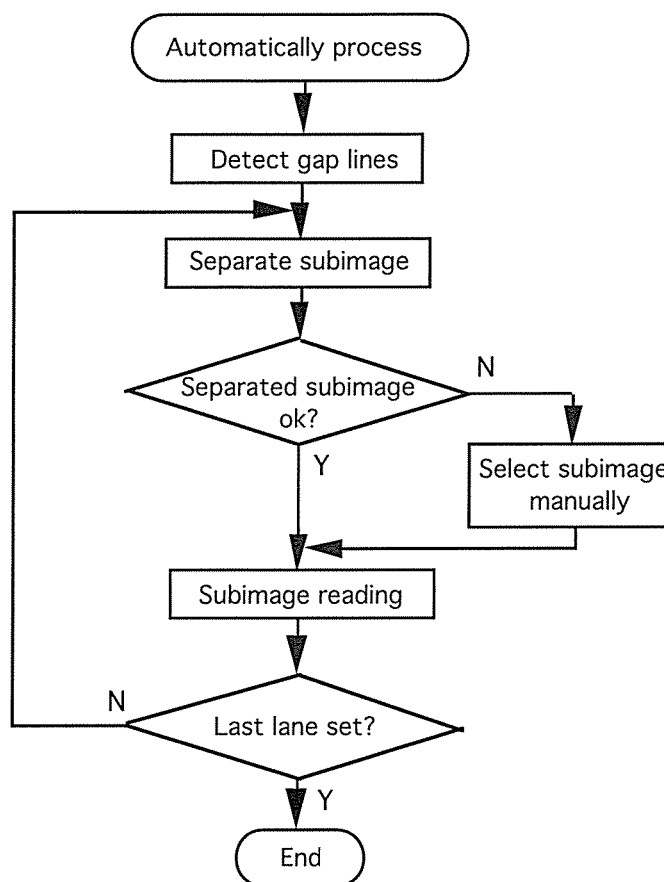 Automatically process
Detect gap lines
Separate subimage
Separated subimage
ok?
N
Y
Select subimage
manually
Subimage reading
N
Last lane set?
Y
End